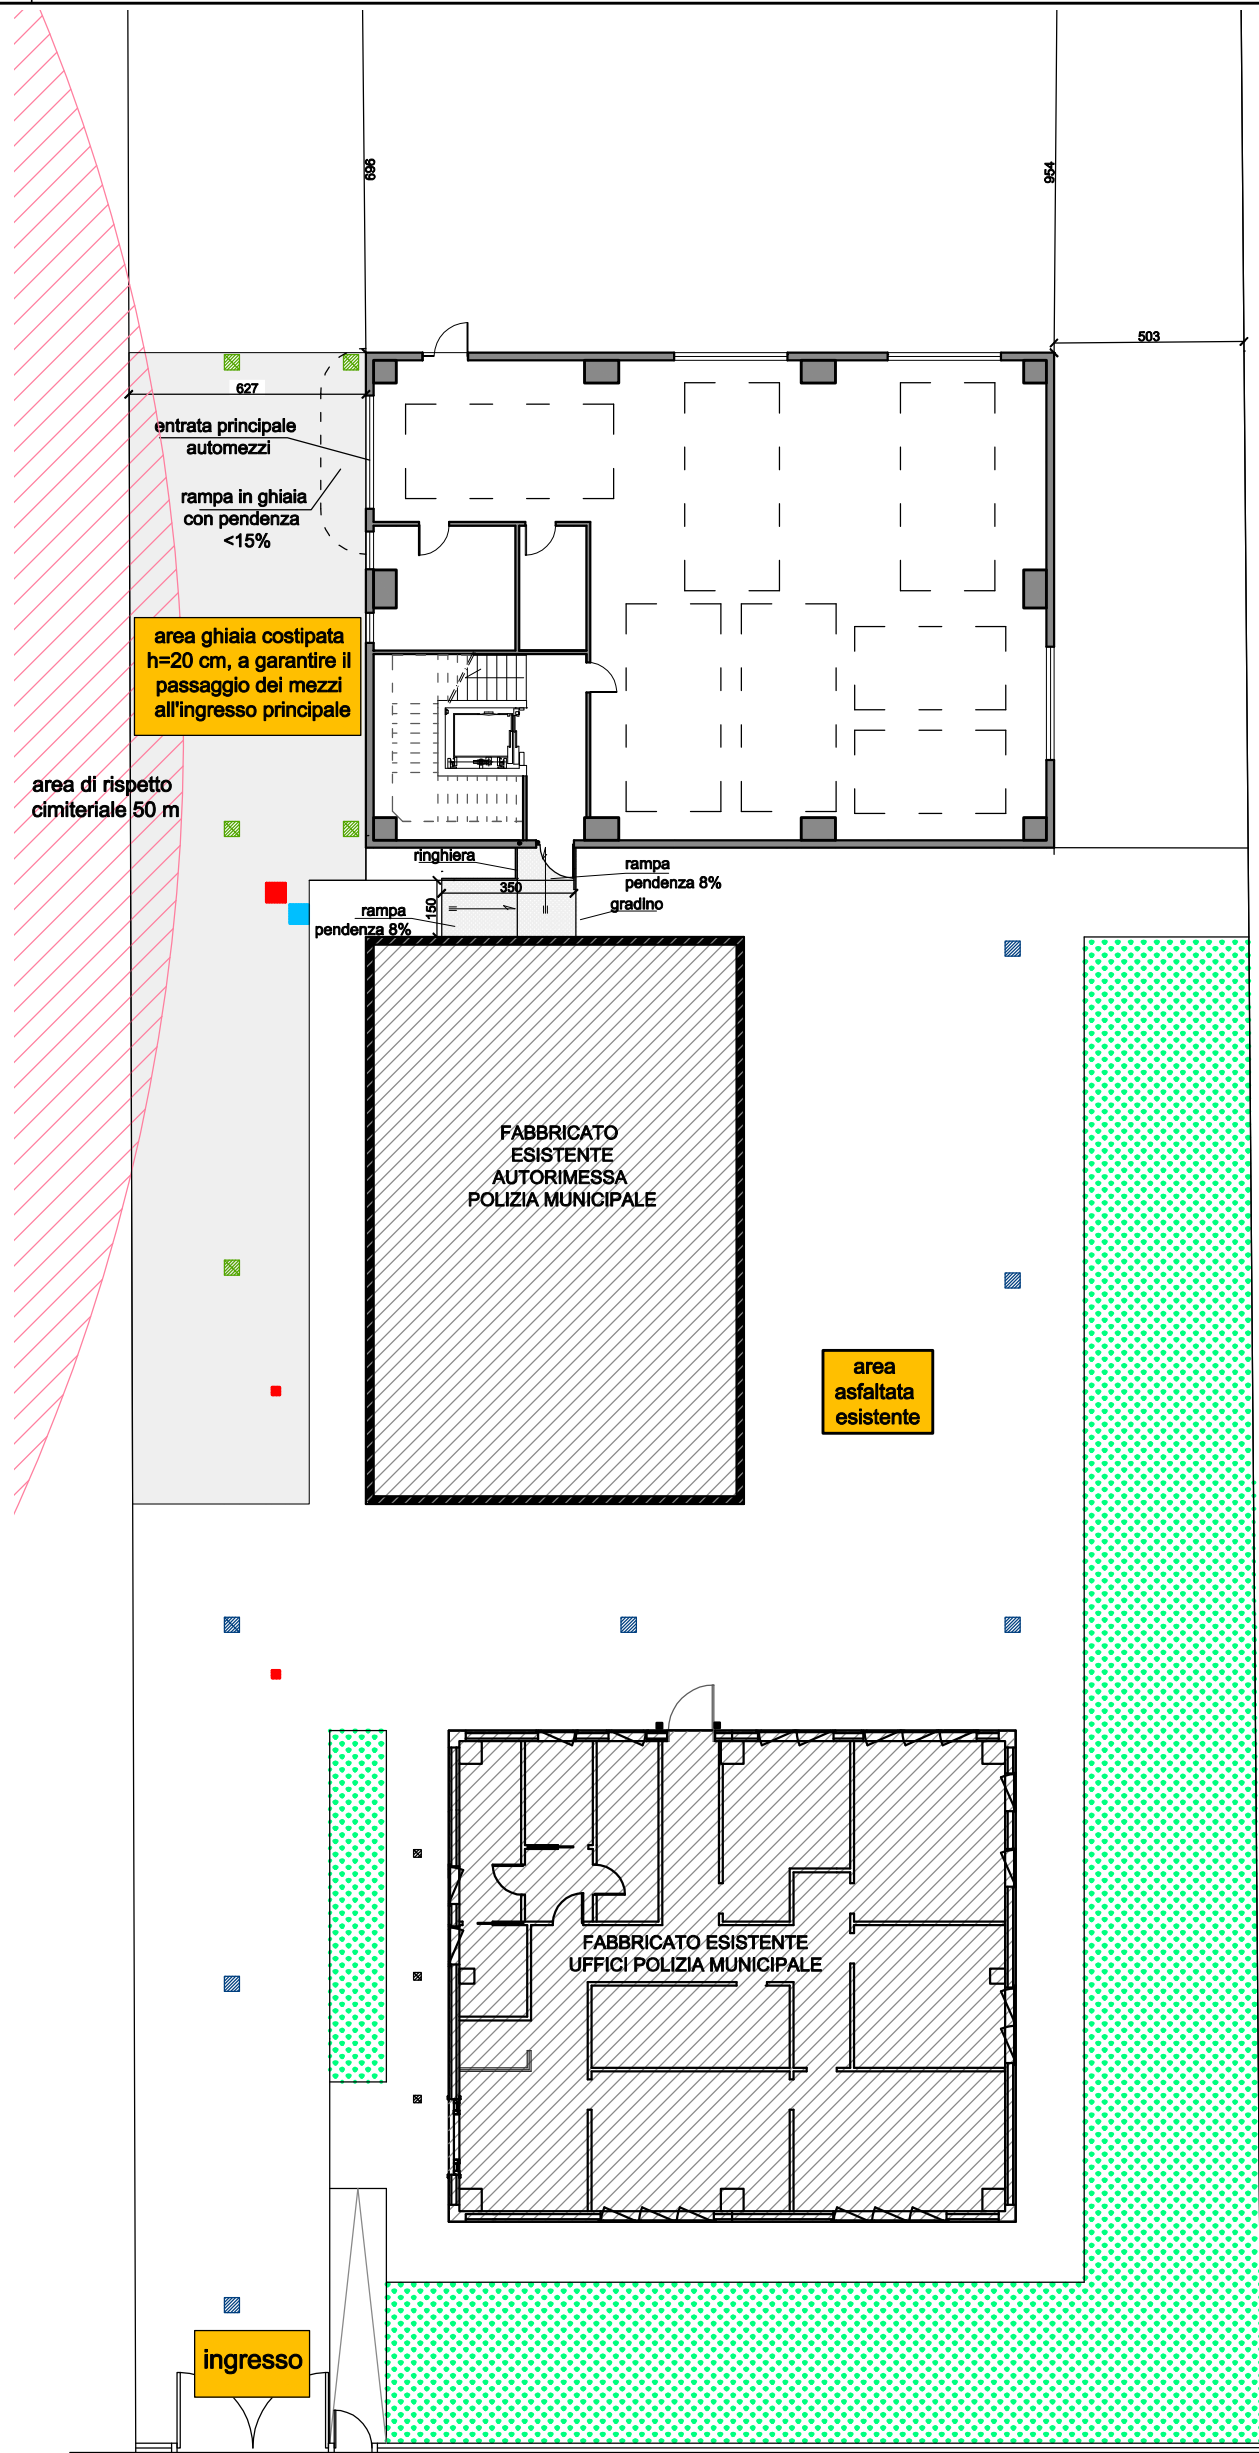 696
954
503
627
entrata principale
automezzi
rampa in ghiaia
con pendenza
<15%
area ghiaia costipata
h=20 cm, a garantire il
passaggio dei mezzi
all'ingresso principale
area di rispetto
cimiteriale 50 m
ringhiera
rampa
pendenza 8%
350
150
gradino
rampa
pendenza 8%
FABBRICATO
ESISTENTE
AUTORIMESSA
POLIZIA MUNICIPALE
area
asfaltata
esistente
FABBRICATO ESISTENTE
UFFICI POLIZIA MUNICIPALE
ingresso